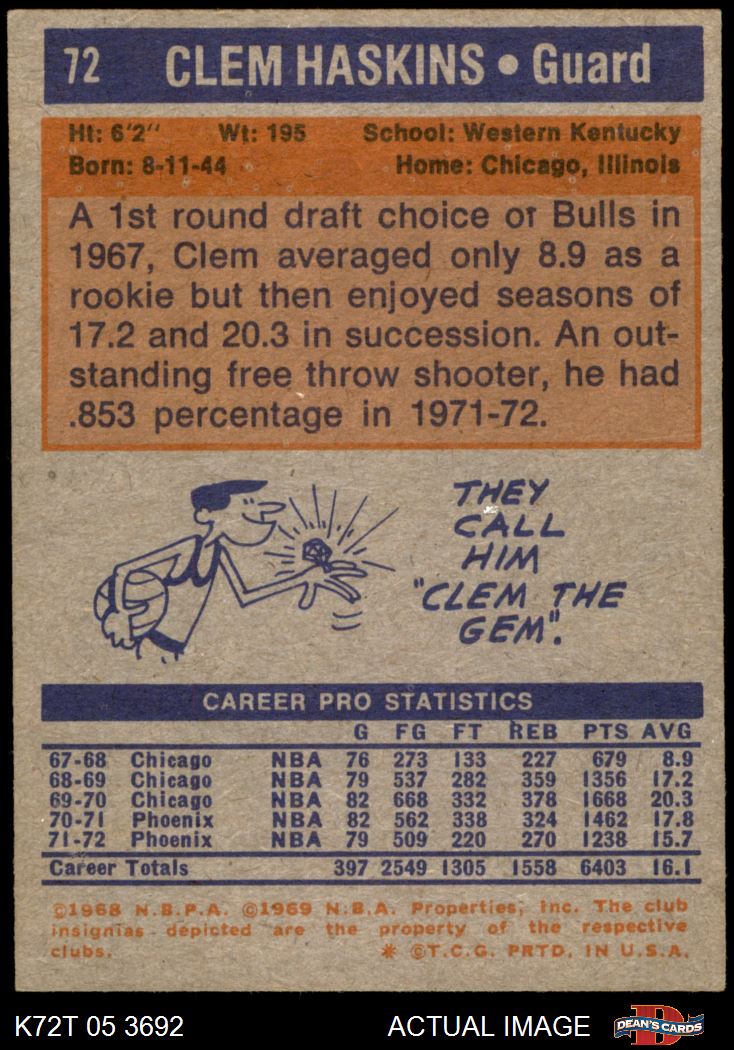 72 CLEM HASKINS • Guard
Ht: 6'2" Wt: 195 School: Western Kentucky
Born: 8-11-44 Home: Chicago, Illinois
A 1st round draft choice of Bulls in
1967, Clem averaged only 8.9 as a
rookie but then enjoyed seasons of
17.2 and 20.3 in succession. An out-
standing free throw shooter, he had
.853 percentage in 1971-72.
THEY
CALL
HIM
"CLEM THE
GEM".
CAREER PRO STATISTICS
G FG FT REB PTS AVG
67-68 Chicago NBA 76 273 133 227 679 8.9
68-69 Chicago NBA 79 537 282 359 1356 17.2
69-70 Chicago NBA 82 668 332 378 1668 20.3
70-71 Phoenix NBA 82 562 338 324 1462 17.8
71-72 Phoenix NBA 79 509 220 270 1238 15.7
Career Totals 397 2549 1305 1558 6403 16.1
©1968 N.B.P.A. ©1969 N.B.A. Properties, Inc. The club
insignias depicted are the property of the respective
clubs. * ©T.C.G. PRTD. IN U.S.A.
K72T 05 3692 ACTUAL IMAGE D DEAN'S CARDS